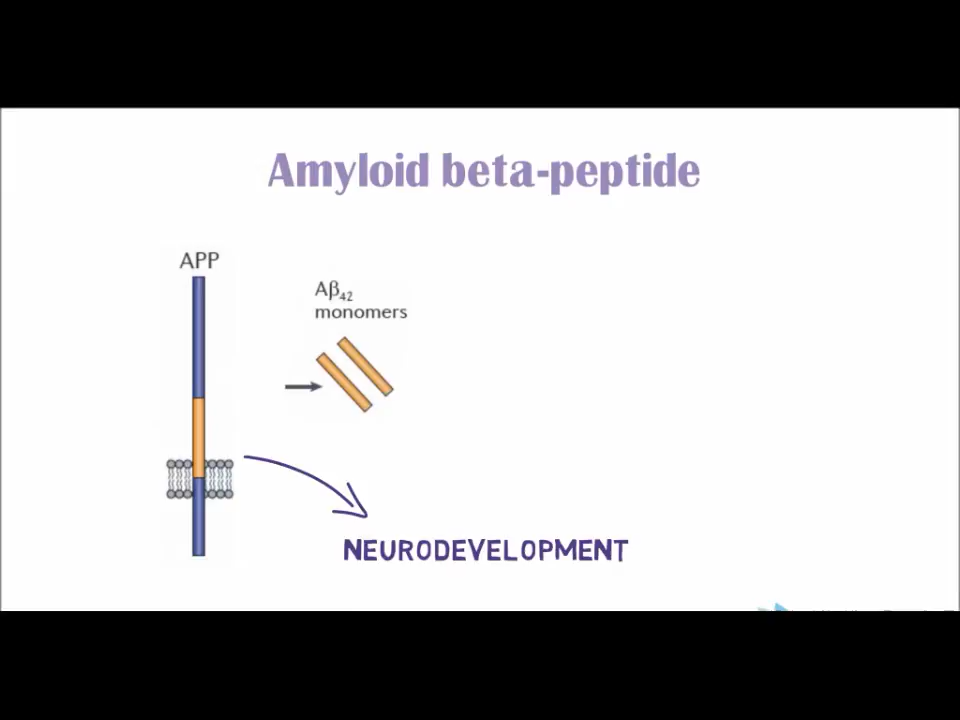 Amyloid beta-peptide
APP
Aβ₄₂
monomers
NEURODEVELOPMENT